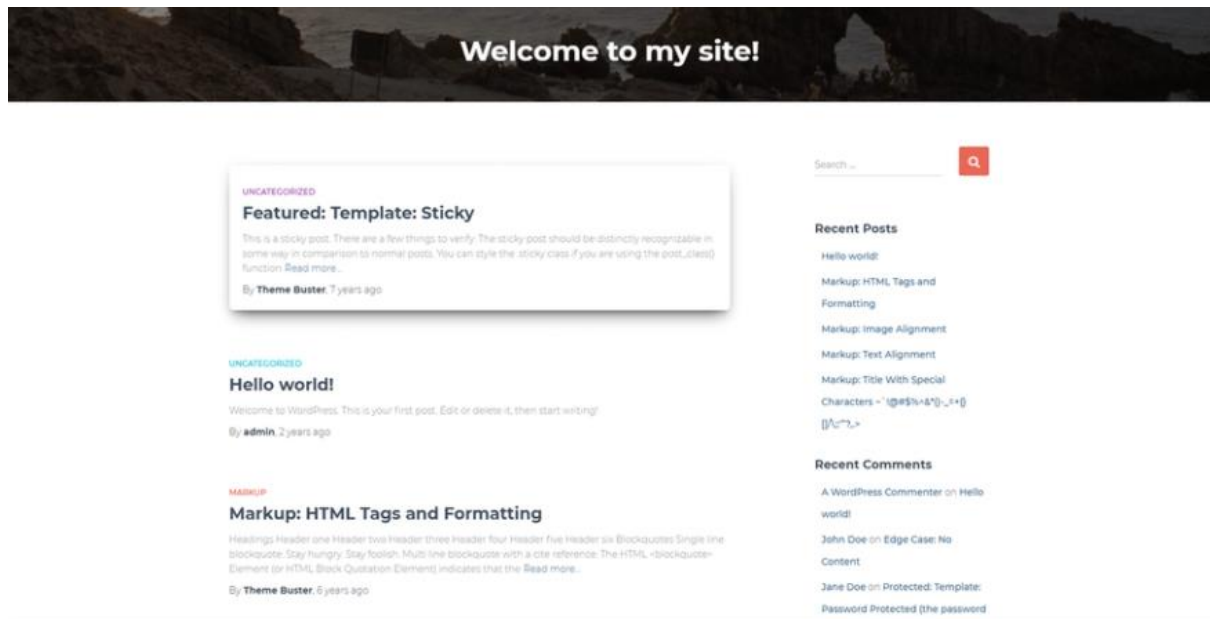 Welcome to my site!
UNCATEGORIZED
Featured: Template: Sticky
This is a sticky post. There are a few things to verify: The sticky post should be distinctly recognizable in
some way in comparison to normal posts. You can style the .sticky class if you are using the post_class()
function Read more…
By Theme Buster, 7 years ago
UNCATEGORIZED
Hello world!
Welcome to WordPress. This is your first post. Edit or delete it, then start writing!
By admin, 2 years ago
MARKUP
Markup: HTML Tags and Formatting
Headings Header one Header two Header three Header four Header five Header six Blockquotes Single line
blockquote: Stay hungry. Stay foolish. Multi line blockquote with a cite reference: The HTML <blockquote>
Element (or HTML Block Quotation Element) indicates that the Read more…
By Theme Buster, 6 years ago
Search …
Recent Posts
Hello world!
Markup: HTML Tags and
Formatting
Markup: Image Alignment
Markup: Text Alignment
Markup: Title With Special
Characters
Recent Comments
A WordPress Commenter on Hello
world!
John Doe on Edge Case: No
Content
Jane Doe on Protected: Template:
Password Protected (the password